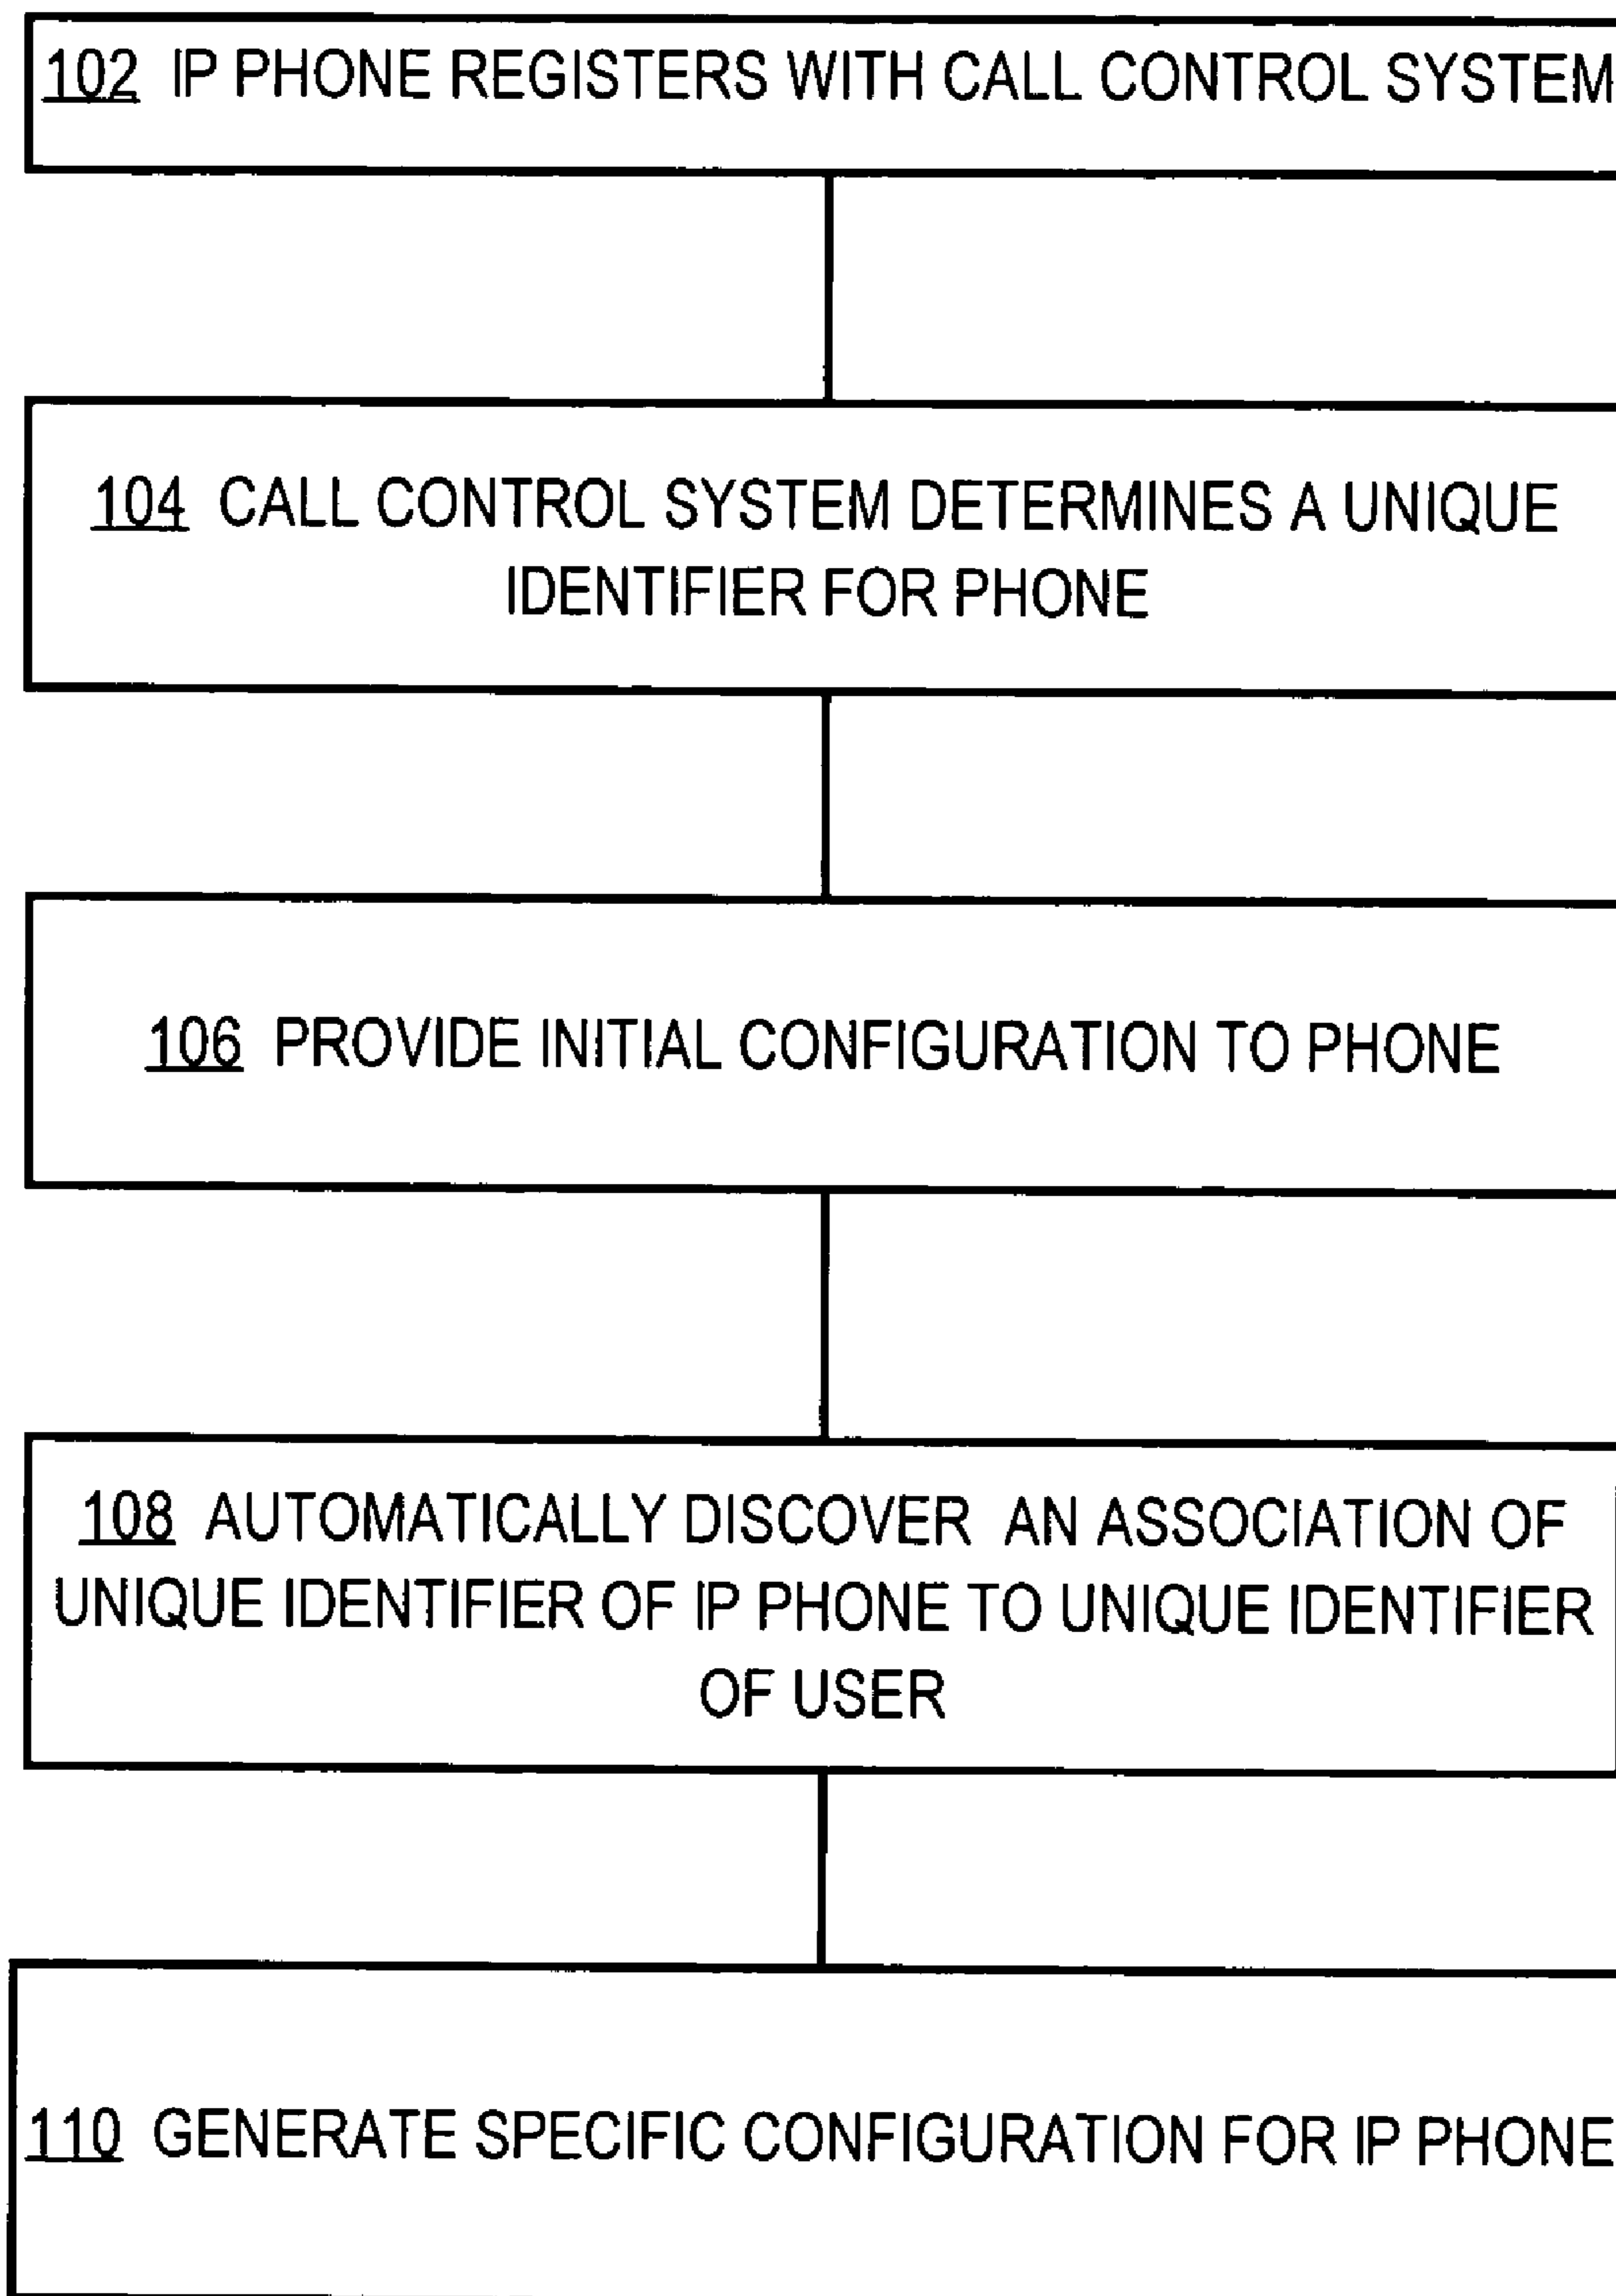 102 IP PHONE REGISTERS WITH CALL CONTROL SYSTEM
104 CALL CONTROL SYSTEM DETERMINES A UNIQUE
IDENTIFIER FOR PHONE
106 PROVIDE INITIAL CONFIGURATION TO PHONE
108 AUTOMATICALLY DISCOVER AN ASSOCIATION OF
UNIQUE IDENTIFIER OF IP PHONE TO UNIQUE IDENTIFIER
OF USER
110 GENERATE SPECIFIC CONFIGURATION FOR IP PHONE